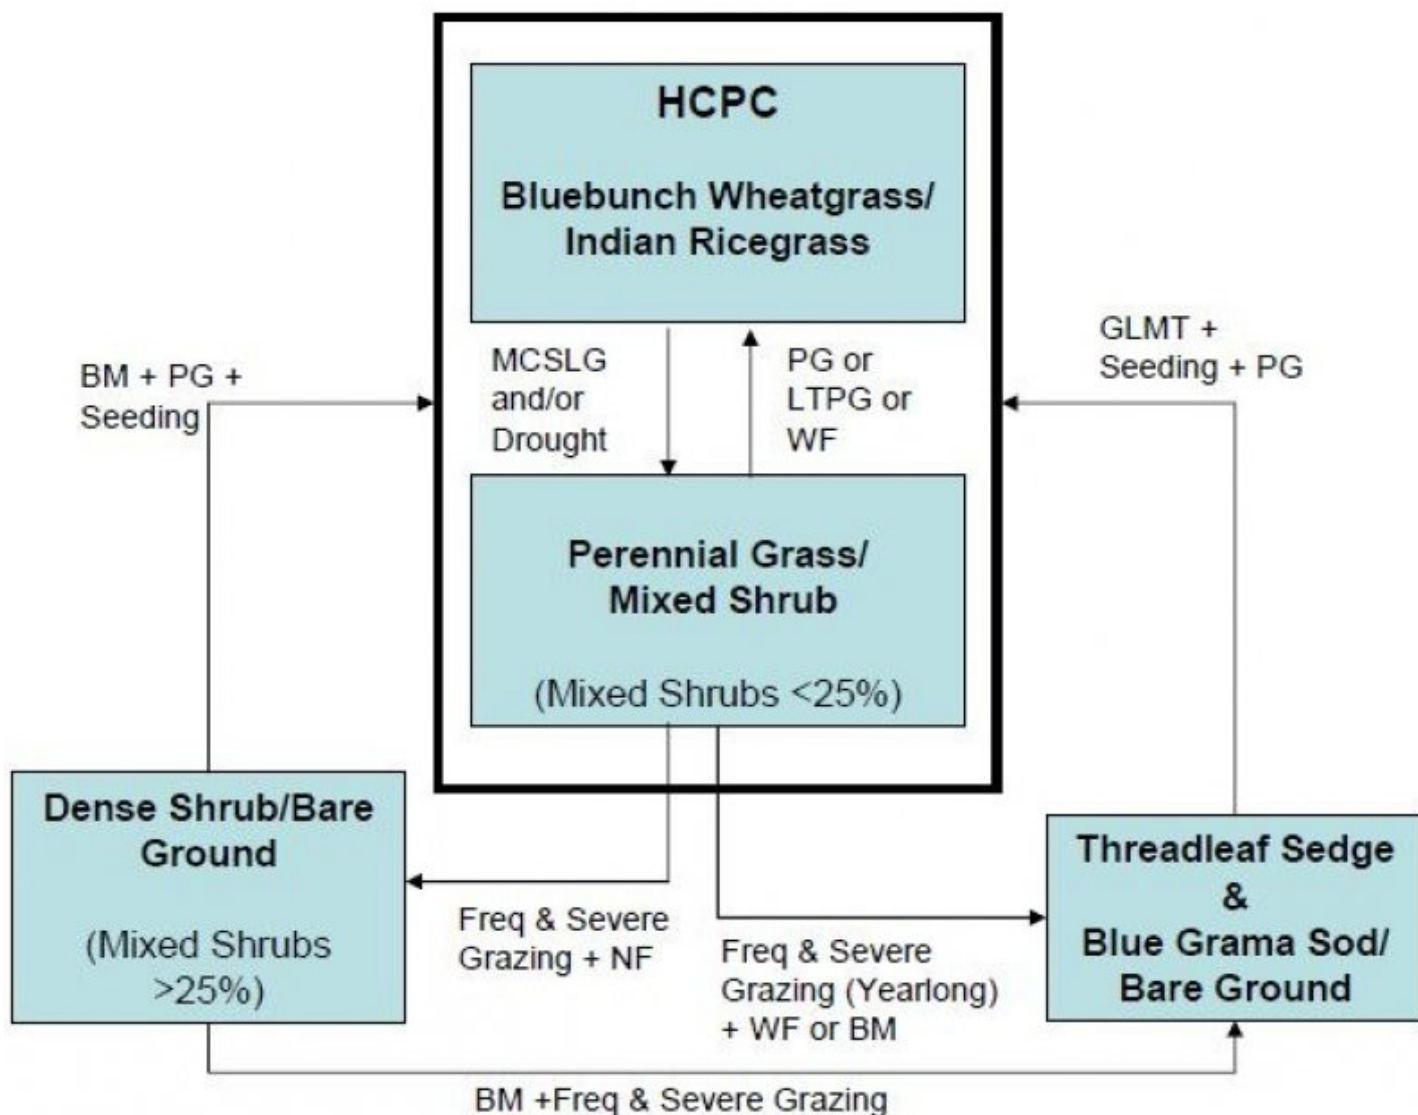 HCPC
Bluebunch Wheatgrass/
Indian Ricegrass
MCSLG
and/or
Drought
PG or
LTPG or
WF
BM + PG +
Seeding
GLMT +
Seeding + PG
Perennial Grass/
Mixed Shrub
(Mixed Shrubs <25%)
Dense Shrub/Bare
Ground
(Mixed Shrubs
>25%)
Freq & Severe
Grazing + NF
Freq & Severe
Grazing (Yearlong)
+ WF or BM
Threadleaf Sedge
&
Blue Grama Sod/
Bare Ground
BM +Freq & Severe Grazing